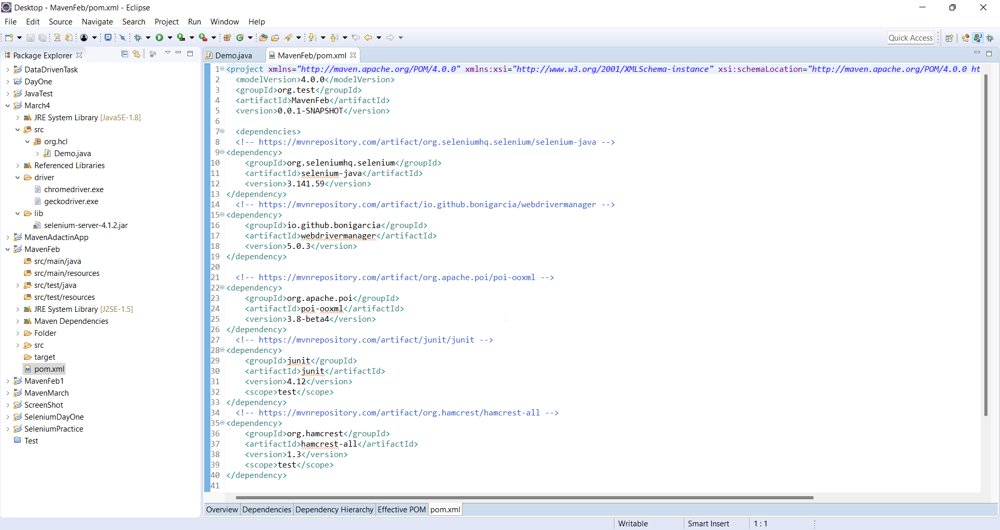 Desktop - MavenFeb/pom.xml - Eclipse
File Edit Source Navigate Search Project Run Window Help
Quick Access
Package Explorer
DataDrivenTask
DayOne
JavaTest
March4
JRE System Library [JavaSE-1.8]
src
org.hcl
Demo.java
Referenced Libraries
driver
chromedriver.exe
geckodriver.exe
lib
selenium-server-4.1.2.jar
MavenAdactinApp
MavenFeb
src/main/java
src/main/resources
src/test/java
src/test/resources
JRE System Library [J2SE-1.5]
Maven Dependencies
Folder
src
target
pom.xml
MavenFeb1
MavenMarch
ScreenShot
SeleniumDayOne
SeleniumPractice
Test
Demo.java MavenFeb/pom.xml
1 <project xmlns="http://maven.apache.org/POM/4.0.0" xmlns:xsi="http://www.w3.org/2001/XMLSchema-instance" xsi:schemaLocation="http://maven.apache.org/POM/4.0.0 ht
2 <modelVersion>4.0.0</modelVersion>
3 <groupId>org.test</groupId>
4 <artifactId>MavenFeb</artifactId>
5 <version>0.0.1-SNAPSHOT</version>
6
7 <dependencies>
8 <!-- https://mvnrepository.com/artifact/org.seleniumhq.selenium/selenium-java -->
9 <dependency>
10 <groupId>org.seleniumhq.selenium</groupId>
11 <artifactId>selenium-java</artifactId>
12 <version>3.141.59</version>
13 </dependency>
14 <!-- https://mvnrepository.com/artifact/io.github.bonigarcia/webdrivermanager -->
15 <dependency>
16 <groupId>io.github.bonigarcia</groupId>
17 <artifactId>webdrivermanager</artifactId>
18 <version>5.0.3</version>
19 </dependency>
20
21 <!-- https://mvnrepository.com/artifact/org.apache.poi/poi-ooxml -->
22 <dependency>
23 <groupId>org.apache.poi</groupId>
24 <artifactId>poi-ooxml</artifactId>
25 <version>3.8-beta4</version>
26 </dependency>
27 <!-- https://mvnrepository.com/artifact/junit/junit -->
28 <dependency>
29 <groupId>junit</groupId>
30 <artifactId>junit</artifactId>
31 <version>4.12</version>
32 <scope>test</scope>
33 </dependency>
34 <!-- https://mvnrepository.com/artifact/org.hamcrest/hamcrest-all -->
35 <dependency>
36 <groupId>org.hamcrest</groupId>
37 <artifactId>hamcrest-all</artifactId>
38 <version>1.3</version>
39 <scope>test</scope>
40 </dependency>
41
Overview Dependencies Dependency Hierarchy Effective POM pom.xml
Writable Smart Insert 1 : 1